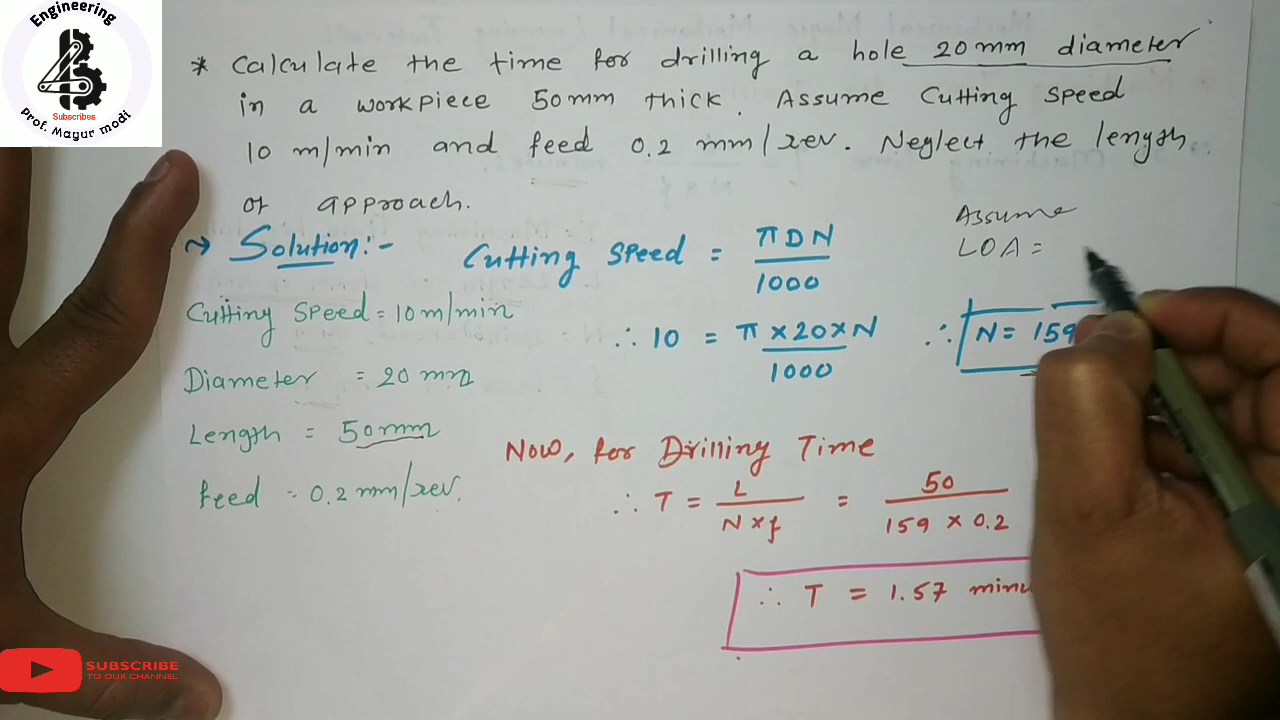 Engineering
Subscribes
Prof. Mayur modi
* Calculate the time for drilling a hole 20 mm diameter
in a workpiece 50mm thick. Assume Cutting speed
10 m/min and feed 0.2 mm/rev. Neglect the length
of approach.
Assume
LOA =
→ Solution:-
Cutting Speed = πDN / 1000
Cutting Speed = 10 m/min
∴ 10 = π × 20 × N / 1000
∴ N = 159
Diameter = 20 mm
Length = 50mm
Now, for Drilling Time
feed = 0.2 mm/rev.
∴ T = L / N × f = 50 / 159 × 0.2
∴ T = 1.57
SUBSCRIBE
TO OUR CHANNEL